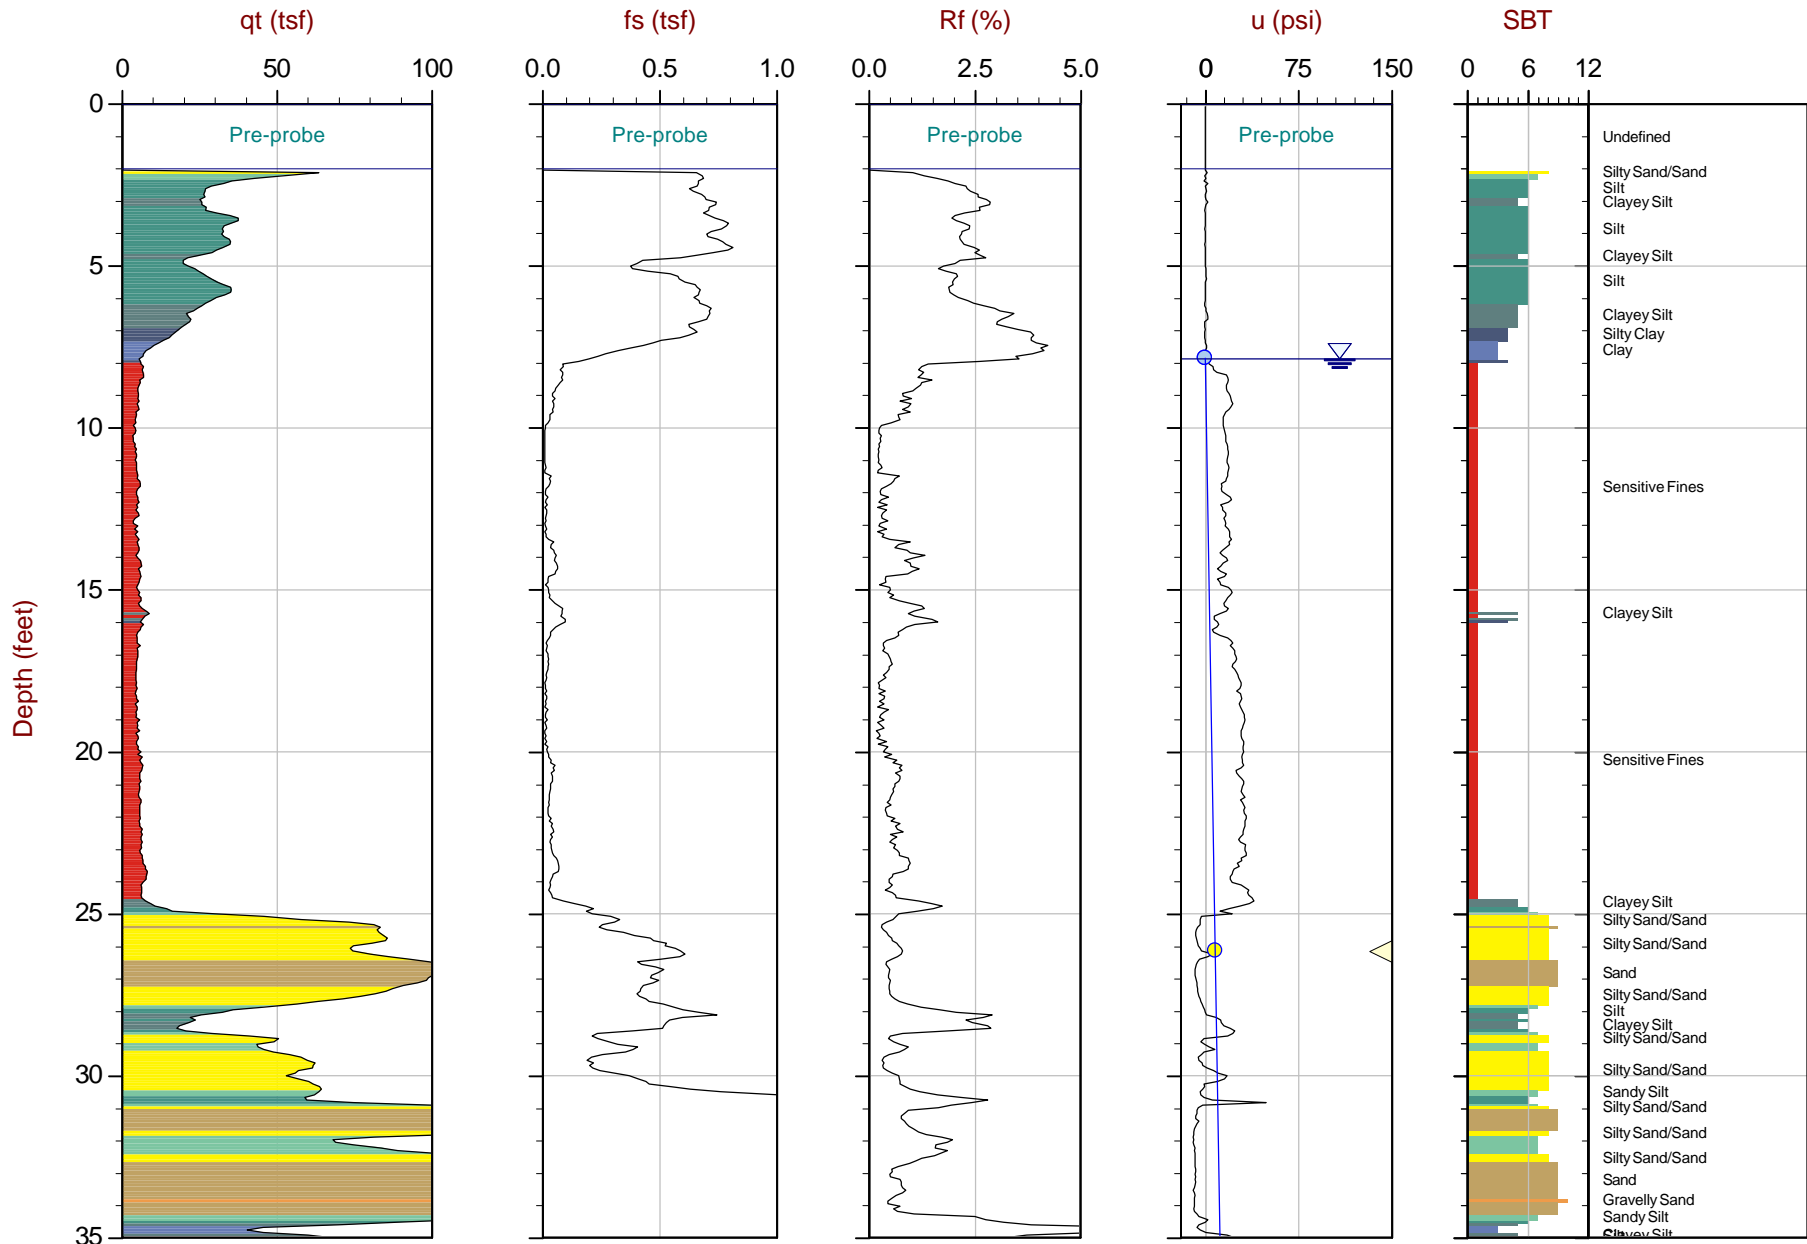 qt (tsf)
fs (tsf)
Rf (%)
u (psi)
SBT
0 50 100
0.0 0.5 1.0
0.0 2.5 5.0
0 75 150
0 6 12
0
Pre-probe
Pre-probe
Pre-probe
Pre-probe
Undefined
Silty Sand/Sand
Silt
Clayey Silt
Silt
Clayey Silt
5
Silt
Clayey Silt
Silty Clay
Clay
10
Sensitive Fines
15
Clayey Silt
Depth (feet)
20
Sensitive Fines
Clayey Silt
25
Silty Sand/Sand
Silty Sand/Sand
Sand
Silty Sand/Sand
Silt
Clayey Silt
Silty Sand/Sand
30
Silty Sand/Sand
Sandy Silt
Silty Sand/Sand
Silty Sand/Sand
Silty Sand/Sand
Sand
Gravelly Sand
Sandy Silt
35